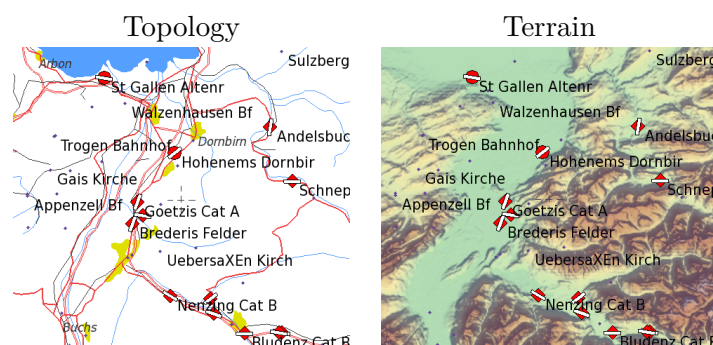 Topology
Terrain
Arbon
Sulzberg
St Gallen Altenr
Walzenhausen Bf
Andelsbuc
Dornbirn
Trogen Bahnhof
Hohenems Dornbir
Gais Kirche
Schnep
Appenzell Bf
Goetzis Cat A
Brederis Felder
UebersaXEn Kirch
Nenzing Cat B
Buchs
Bludenz Cat B
Sulzberg
St Gallen Altenr
Walzenhausen Bf
Andelsbuc
Trogen Bahnhof
Hohenems Dornbir
Gais Kirche
Schnep
Appenzell Bf
Goetzis Cat A
Brederis Felder
UebersaXEn Kirch
Nenzing Cat B
Bludenz Cat B